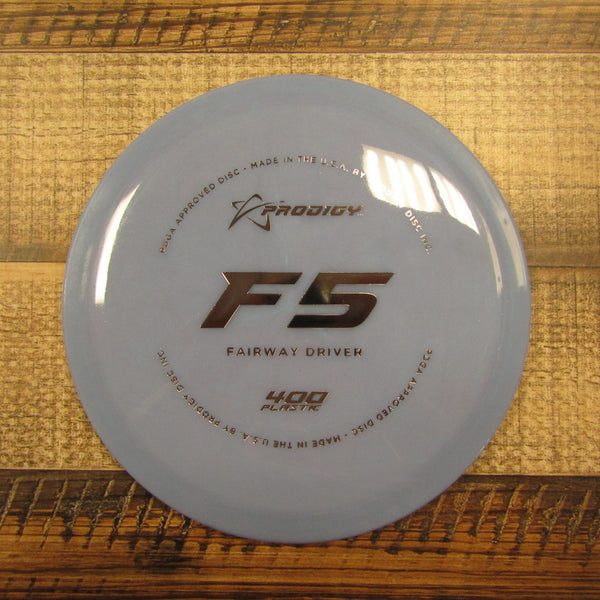 PDGA APPROVED DISC - MADE IN THE U.S.A. BY DISC INC.
PRODIGY
F5
FAIRWAY DRIVER
400
PLASTIC
PDGA APPROVED DISC - MADE IN THE U.S.A. BY PRODIGY DISC INC.